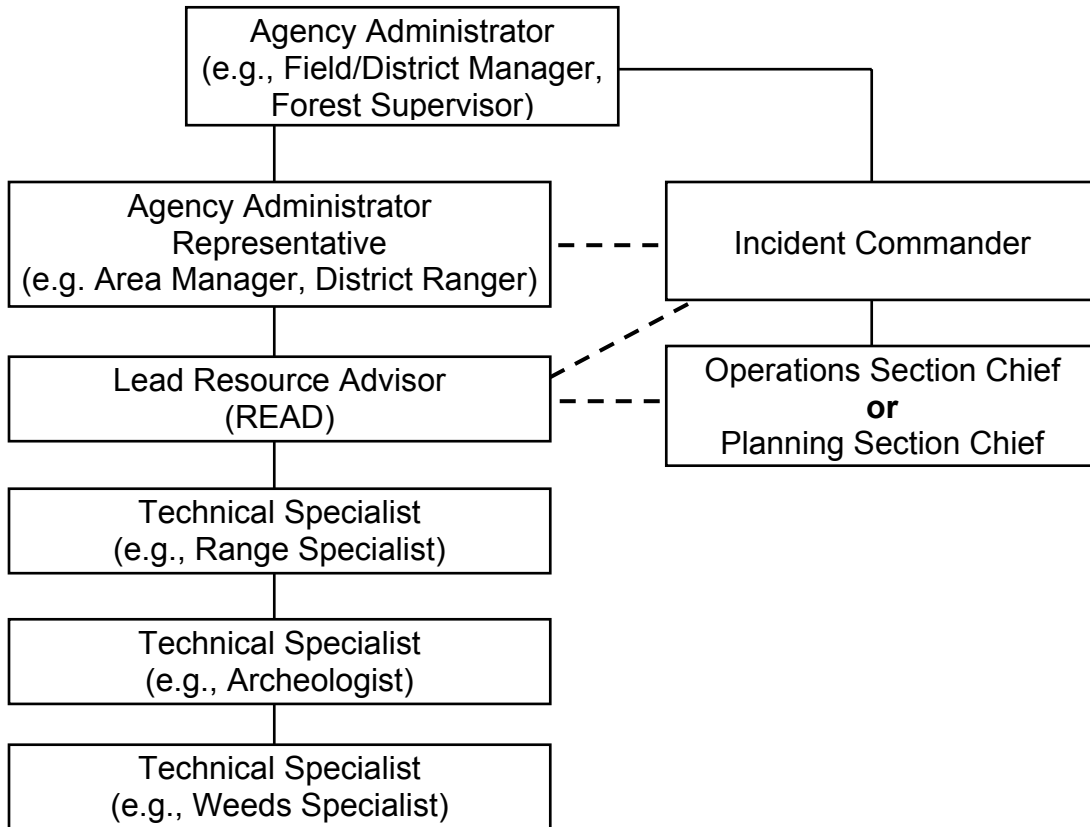 Agency Administrator
(e.g., Field/District Manager,
Forest Supervisor)
Agency Administrator
Representative
(e.g. Area Manager, District Ranger)
Incident Commander
Lead Resource Advisor
(READ)
Operations Section Chief
or
Planning Section Chief
Technical Specialist
(e.g., Range Specialist)
Technical Specialist
(e.g., Archeologist)
Technical Specialist
(e.g., Weeds Specialist)